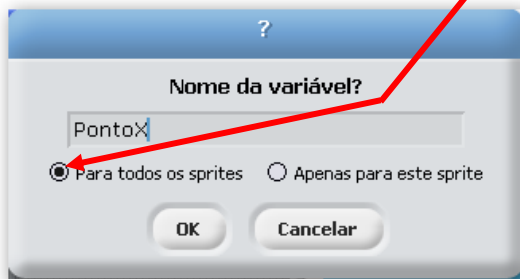 ?
Nome da variável?
PontoX
Para todos os sprites Apenas para este sprite
OK Cancelar